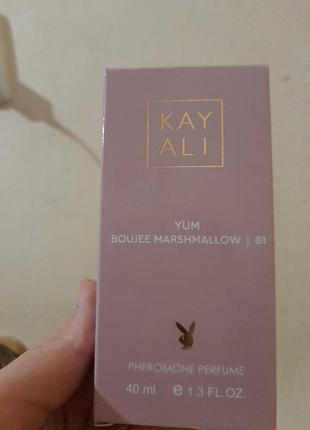 KAY
ALI
YUM
BOUJEE MARSHMALLOW | 81
PHEROMONE PERFUME
40 ml e 1.3 FL.OZ.